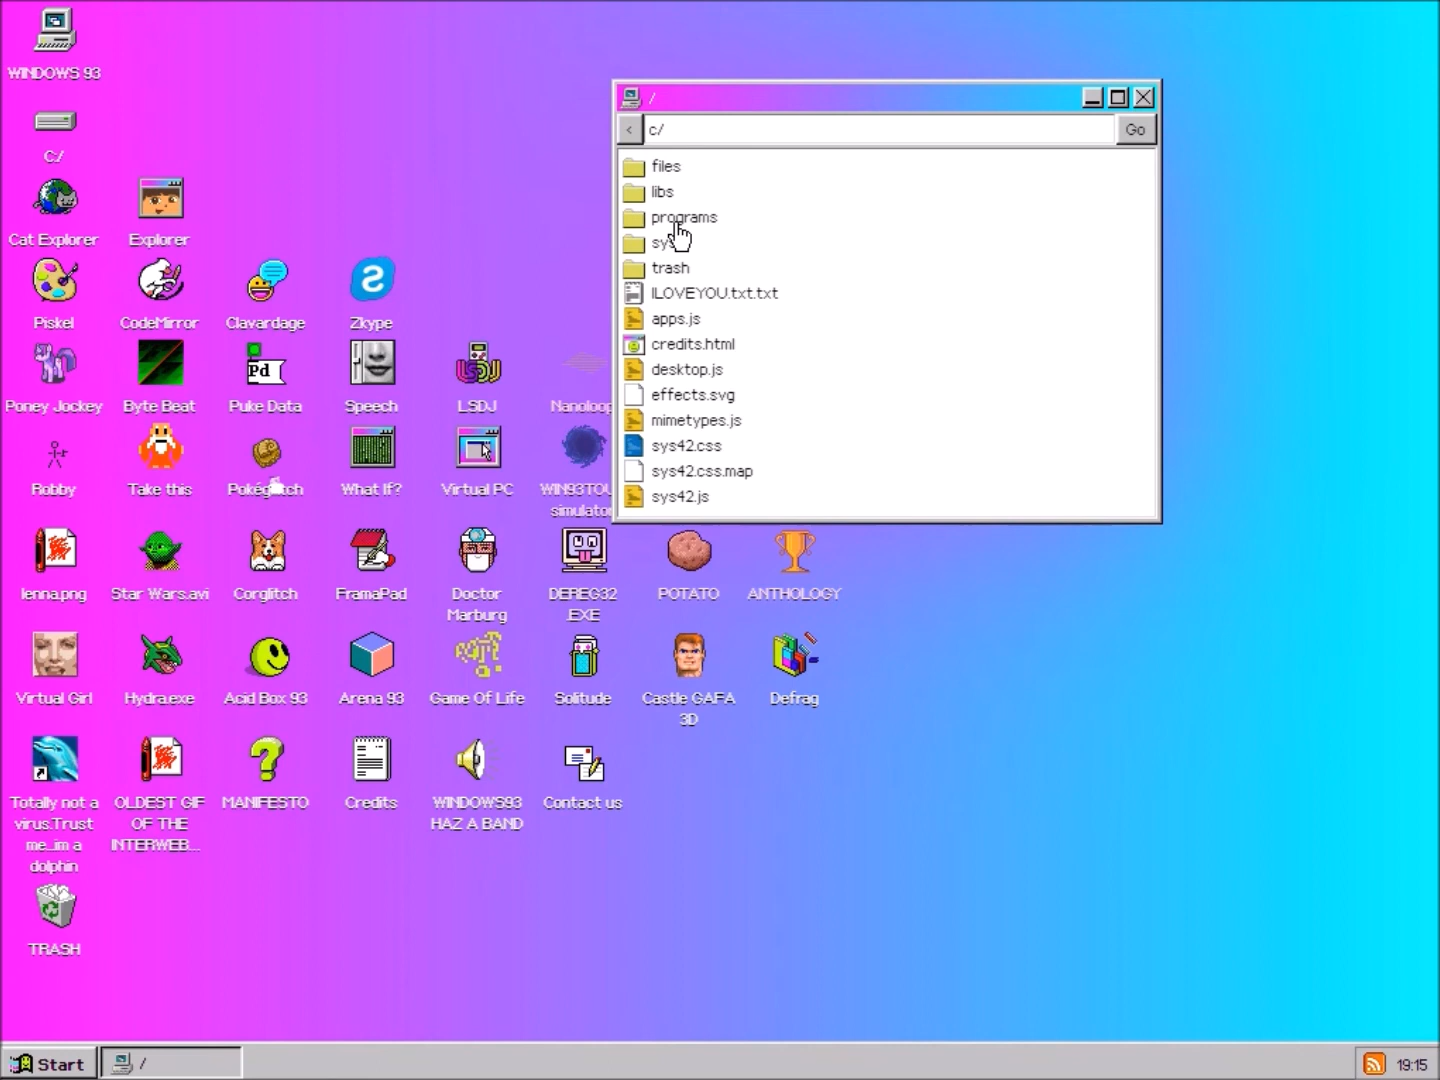 WINDOWS 93
C:/
Cat Explorer
Explorer
Piskel
CodeMirror
Clavardage
Zkype
Poney Jockey
Byte Beat
Pd
Puke Data
Speech
LSDJ
LSDJ
Nanoloop
Robby
Take this
What If?
Virtual PC
WIN93TOU
simulator
lenna.png
Star Wars.avi
Corglitch
FramaPad
Doctor
Marburg
DEREG32
.EXE
POTATO
ANTHOLOGY
Virtual Girl
Hydra.exe
Acid Box 93
Arena 93
Game Of Life
Solitude
Castle GAFA
3D
Defrag
Totally not a
virus.Trust
me...im a
dolphin
OLDEST GIF
OF THE
INTERWEB...
MANIFESTO
Credits
WINDOWS93
HAZ A BAND
Contact us
TRASH
/
<
c/
Go
files
libs
programs
trash
ILOVEYOU.txt.txt
apps.js
credits.html
desktop.js
effects.svg
mimetypes.js
sys42.css
sys42.css.map
sys42.js
Start
/
19:15